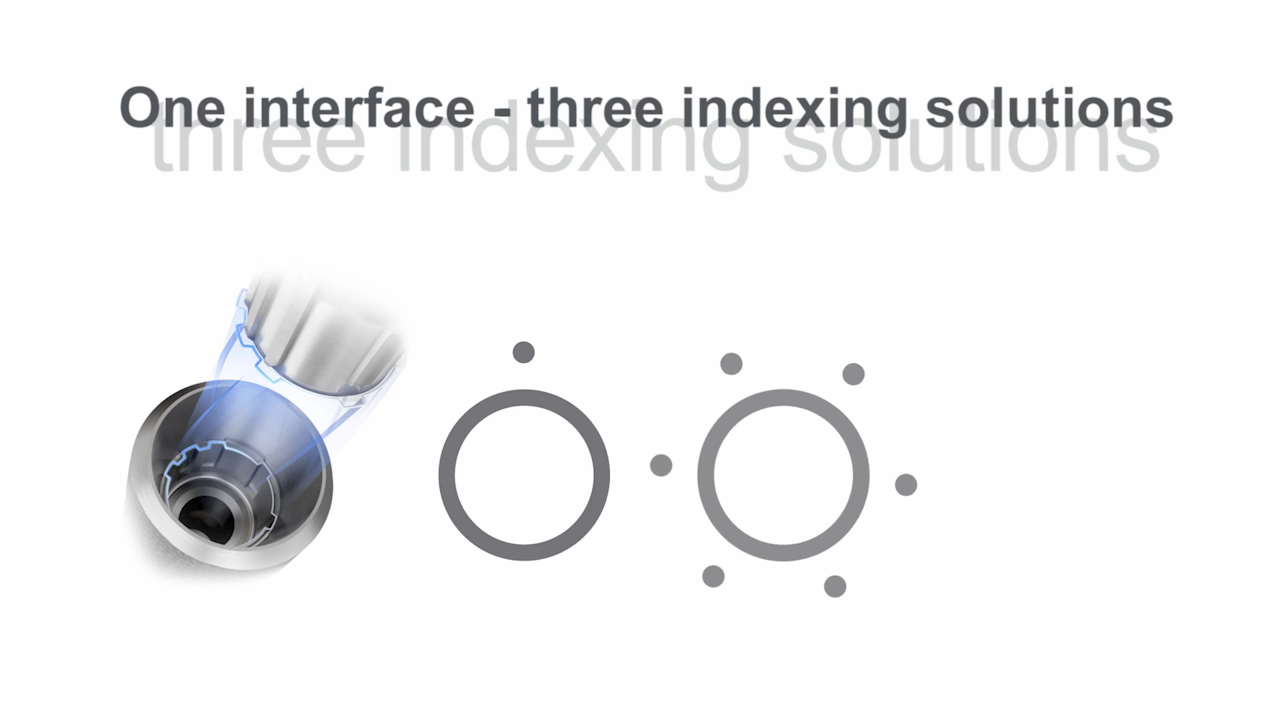 One interface - three indexing solutions
three indexing solutions